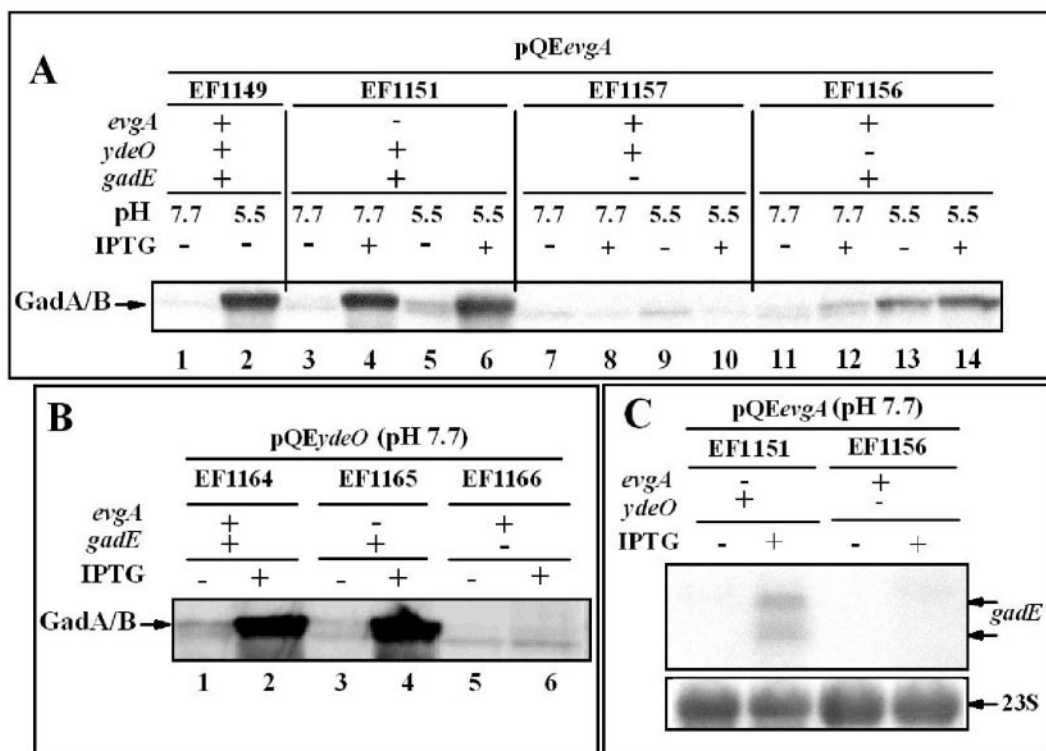 A
pQEevgA
EF1149 EF1151 EF1157 EF1156
evgA + - + +
ydeO + + + -
gadE + + - +
pH 7.7 5.5 7.7 7.7 5.5 5.5 7.7 7.7 5.5 5.5 7.7 7.7 5.5 5.5
IPTG - - - + - + - + - + - + - +
GadA/B
1 2 3 4 5 6 7 8 9 10 11 12 13 14
B
pQEydeO (pH 7.7)
EF1164 EF1165 EF1166
evgA + - +
gadE + + -
IPTG - + - + - +
GadA/B
1 2 3 4 5 6
C
pQEevgA (pH 7.7)
EF1151 EF1156
evgA - +
ydeO + -
IPTG - + - +
gadE
23S